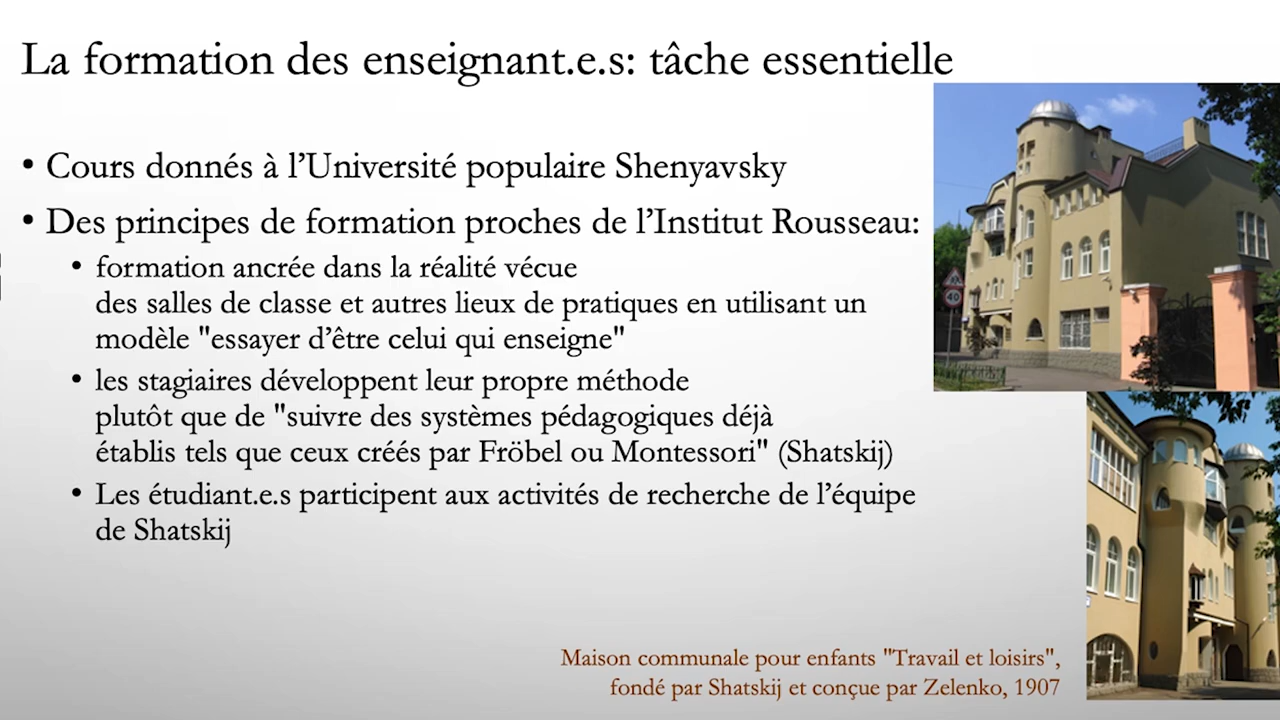 La formation des enseignant.e.s: tâche essentielle
• Cours donnés à l’Université populaire Shenyavsky
• Des principes de formation proches de l’Institut Rousseau:
• formation ancrée dans la réalité vécue
des salles de classe et autres lieux de pratiques en utilisant un
modèle "essayer d’être celui qui enseigne"
• les stagiaires développent leur propre méthode
plutôt que de "suivre des systèmes pédagogiques déjà
établis tels que ceux créés par Fröbel ou Montessori" (Shatskij)
• Les étudiant.e.s participent aux activités de recherche de l’équipe
de Shatskij
40
Maison communale pour enfants "Travail et loisirs",
fondé par Shatskij et conçue par Zelenko, 1907